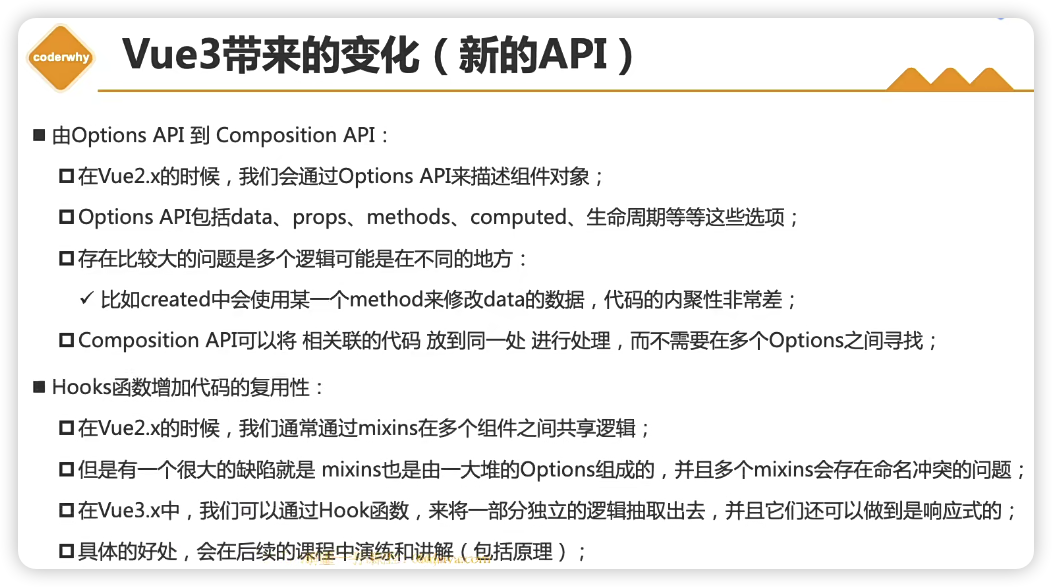 coderwhy
Vue3带来的变化（新的API）
由Options API 到 Composition API：
在Vue2.x的时候，我们会通过Options API来描述组件对象；
Options API包括data、props、methods、computed、生命周期等等这些选项；
存在比较大的问题是多个逻辑可能是在不同的地方：
比如created中会使用某一个method来修改data的数据，代码的内聚性非常差；
Composition API可以将 相关联的代码 放到同一处 进行处理，而不需要在多个Options之间寻找；
Hooks函数增加代码的复用性：
在Vue2.x的时候，我们通常通过mixins在多个组件之间共享逻辑；
但是有一个很大的缺陷就是 mixins也是由一大堆的Options组成的，并且多个mixins会存在命名冲突的问题；
在Vue3.x中，我们可以通过Hook函数，来将一部分独立的逻辑抽取出去，并且它们还可以做到是响应式的；
具体的好处，会在后续的课程中演练和讲解（包括原理）；